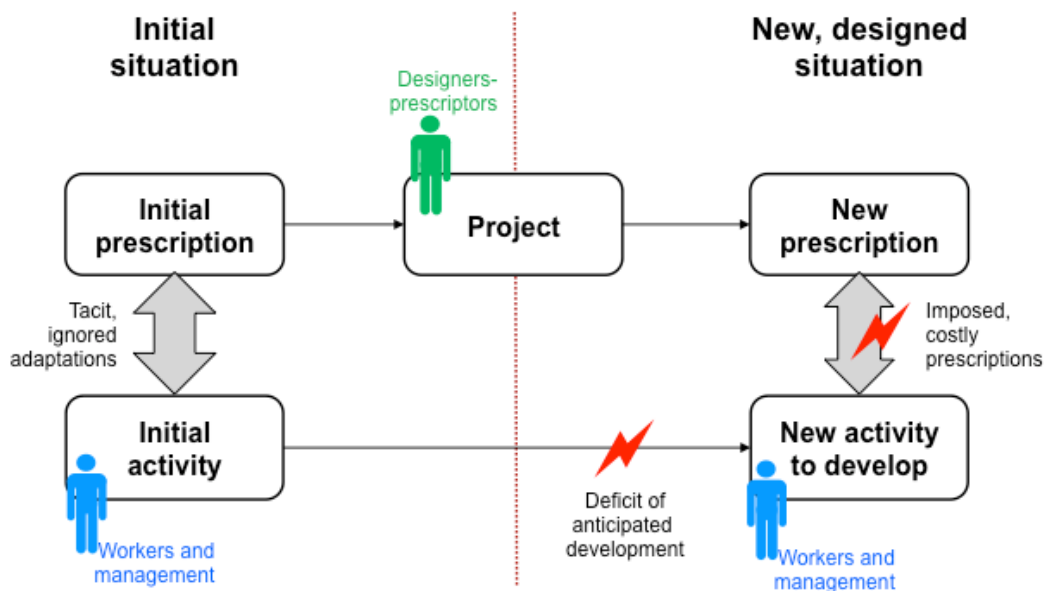 Initial
situation
New, designed
situation
Designers-
prescriptors
Initial
prescription
Project
New
prescription
Tacit,
ignored
adaptations
Imposed,
costly
prescriptions
Initial
activity
New activity
to develop
Deficit of
anticipated
development
Workers and
management
Workers and
management